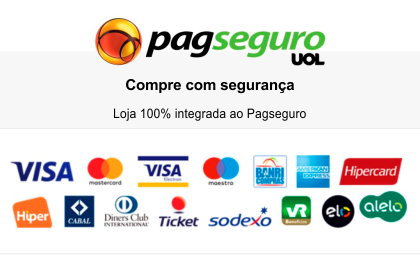 pagseguro
UOL
Compre com segurança
Loja 100% integrada ao Pagseguro
VISA mastercard VISA Electron maestro BANRI COMPRAS AMERICAN EXPRESS Hipercard
Hiper CABAL Diners Club INTERNATIONAL Ticket sodexo VR elo alelo